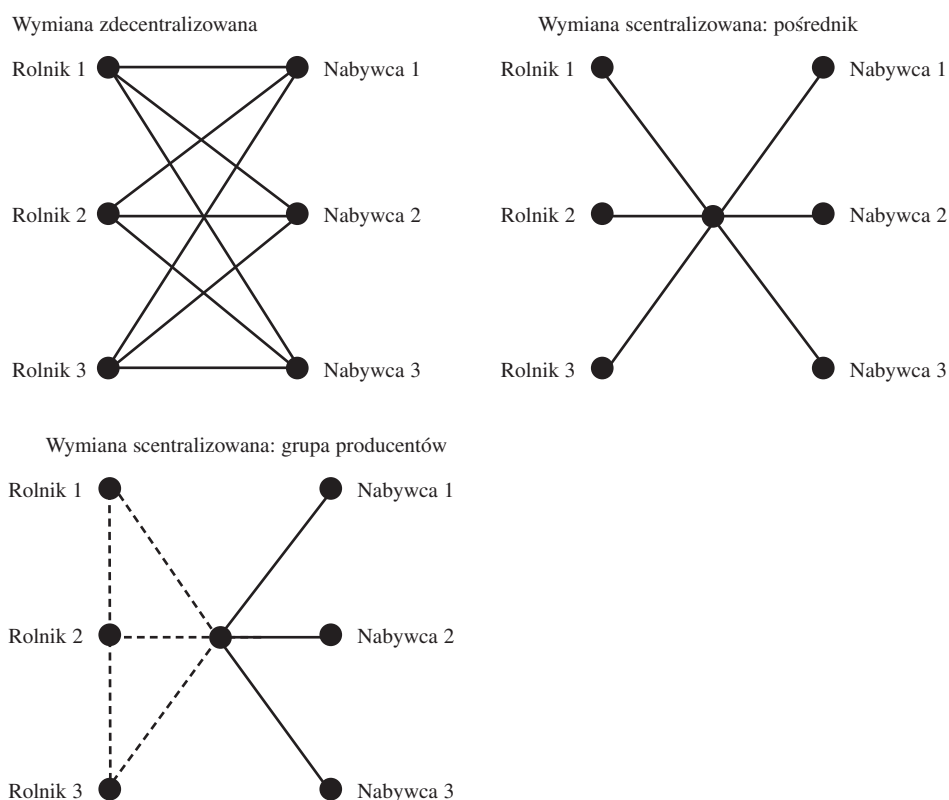 Wymiana zdecentralizowana
Rolnik 1
Nabywca 1
Rolnik 2
Nabywca 2
Rolnik 3
Nabywca 3
Wymiana scentralizowana: pośrednik
Rolnik 1
Nabywca 1
Rolnik 2
Nabywca 2
Rolnik 3
Nabywca 3
Wymiana scentralizowana: grupa producentów
Rolnik 1
Nabywca 1
Rolnik 2
Nabywca 2
Rolnik 3
Nabywca 3